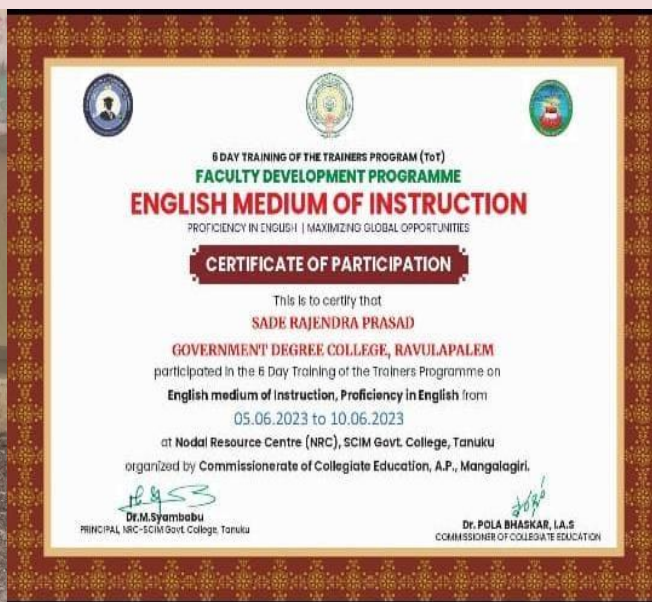 6 DAY TRAINING OF THE TRAINERS PROGRAM (ToT)
FACULTY DEVELOPMENT PROGRAMME
ENGLISH MEDIUM OF INSTRUCTION
PROFICIENCY IN ENGLISH | MAXIMIZING GLOBAL OPPORTUNITIES
CERTIFICATE OF PARTICIPATION
This is to certify that
SADE RAJENDRA PRASAD
GOVERNMENT DEGREE COLLEGE, RAVULAPALEM
participated in the 6 Day Training of the Trainers Programme on
English medium of Instruction, Proficiency in English from
05.06.2023 to 10.06.2023
at Nodal Resource Centre (NRC), SCIM Govt. College, Tanuku
organized by Commissionerate of Collegiate Education, A.P., Mangalagiri.
Dr.M.Syambabu
PRINCIPAL, NRC-SCIM Govt. College, Tanuku
Dr. POLA BHASKAR, I.A.S
COMMISSIONER OF COLLEGIATE EDUCATION